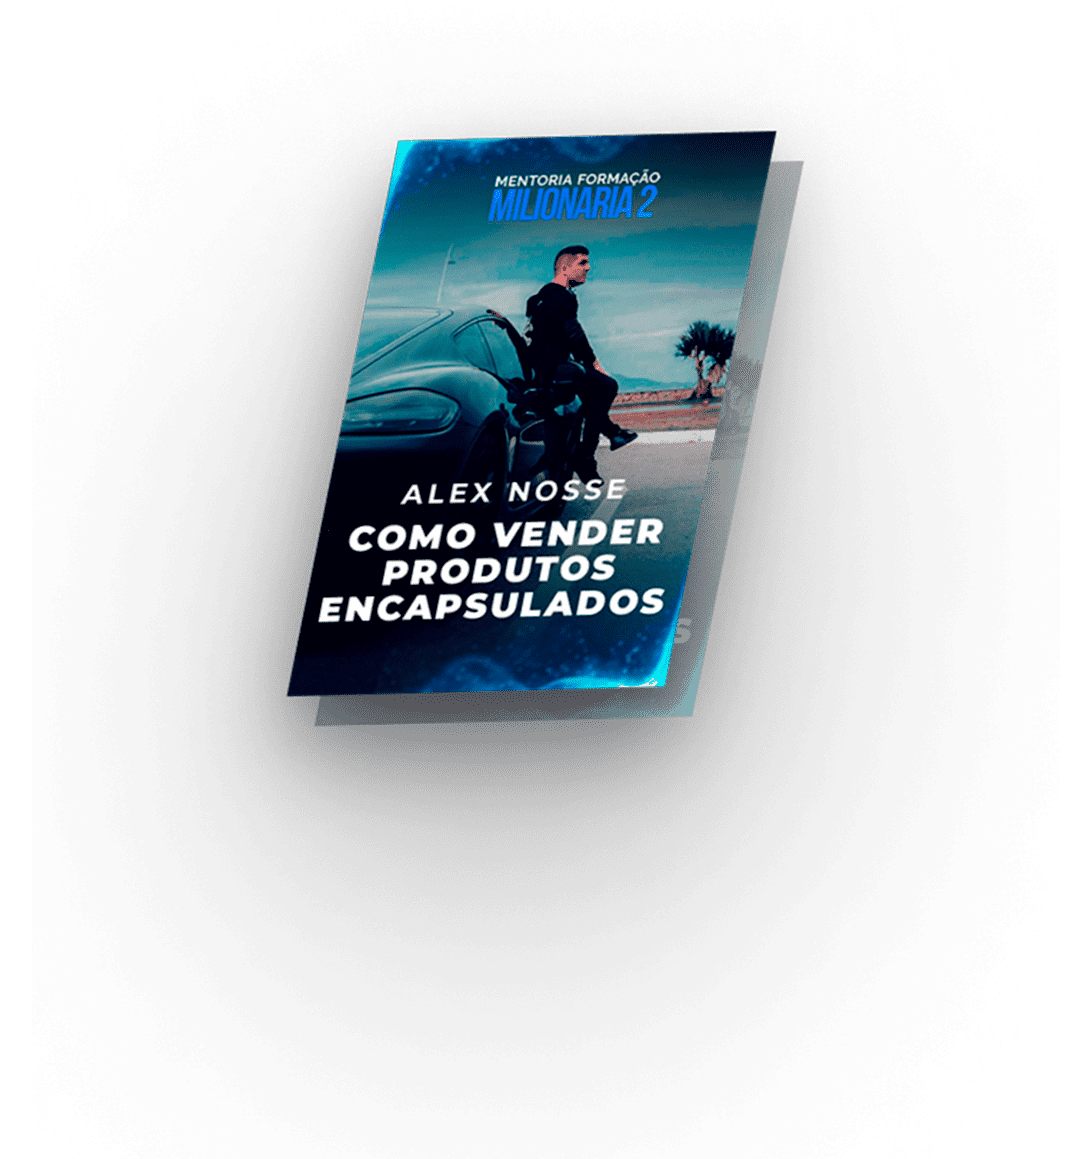 MENTORIA FORMAÇÃO
MILIONARIA 2
ALEX NOSSE
COMO VENDER
PRODUTOS
ENCAPSULADOS
S